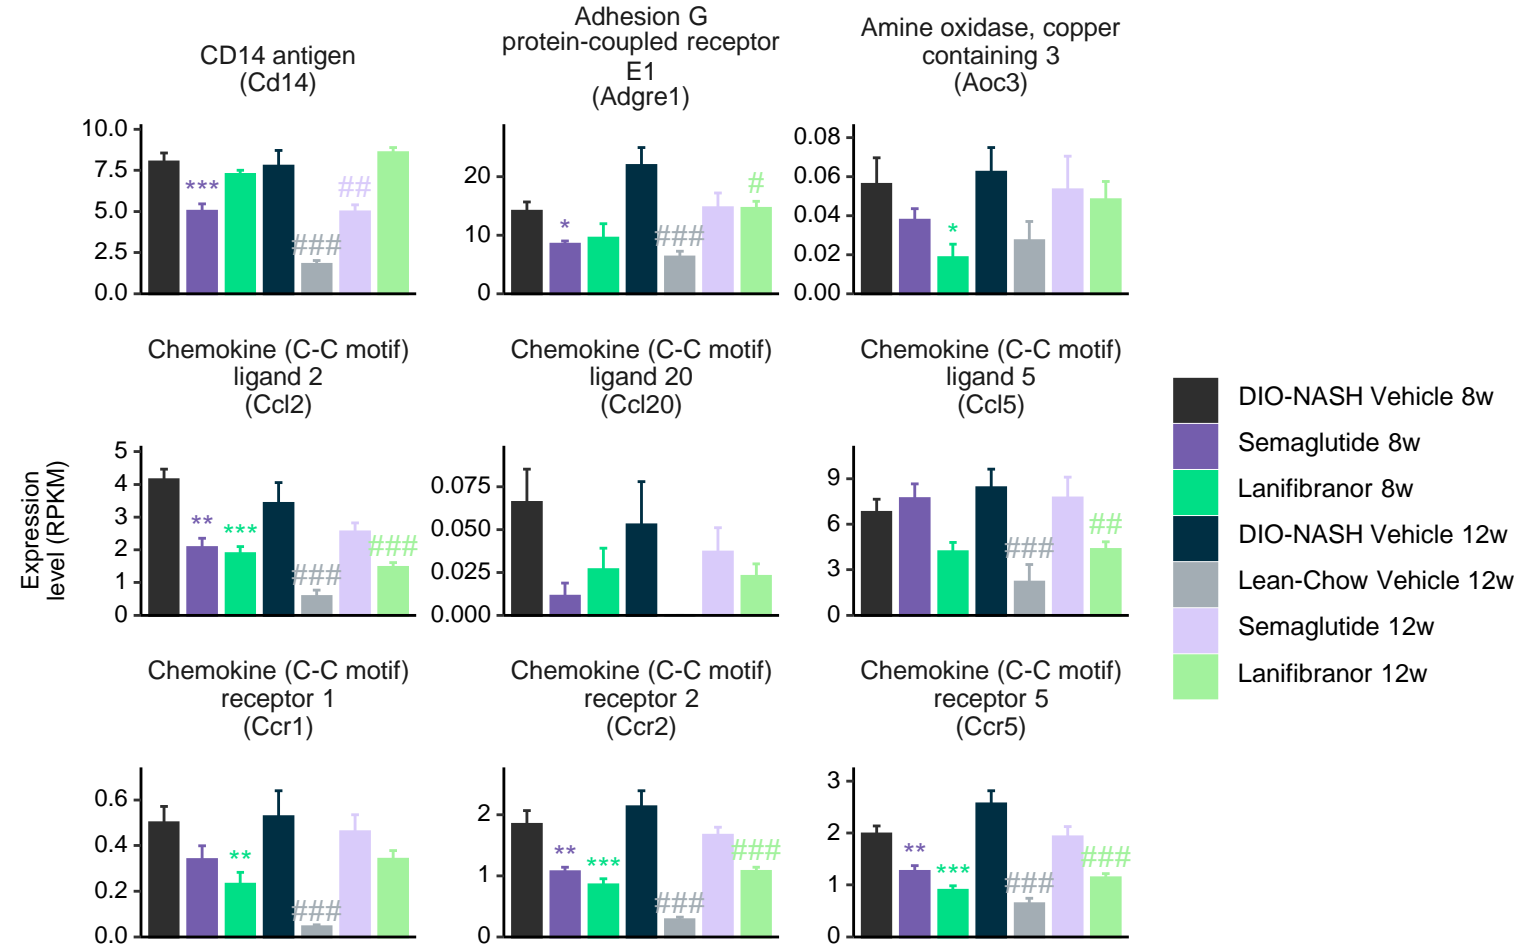 CD14 antigen
(Cd14)
Adhesion G
protein-coupled receptor
E1
(Adgre1)
Amine oxidase, copper
containing 3
(Aoc3)
10.0
7.5
5.0
2.5
0.0
***
###
##
20
10
0
*
###
#
0.08
0.06
0.04
0.02
0.00
*
Chemokine (C-C motif)
ligand 2
(Ccl2)
Chemokine (C-C motif)
ligand 20
(Ccl20)
Chemokine (C-C motif)
ligand 5
(Ccl5)
Expression
level (RPKM)
5
4
3
2
1
0
**
***
###
###
0.075
0.050
0.025
0.000
9
6
3
0
###
##
Chemokine (C-C motif)
receptor 1
(Ccr1)
Chemokine (C-C motif)
receptor 2
(Ccr2)
Chemokine (C-C motif)
receptor 5
(Ccr5)
0.6
0.4
0.2
0.0
**
###
2
1
0
**
***
###
###
3
2
1
0
**
***
###
###
DIO-NASH Vehicle 8w
Semaglutide 8w
Lanifibranor 8w
DIO-NASH Vehicle 12w
Lean-Chow Vehicle 12w
Semaglutide 12w
Lanifibranor 12w